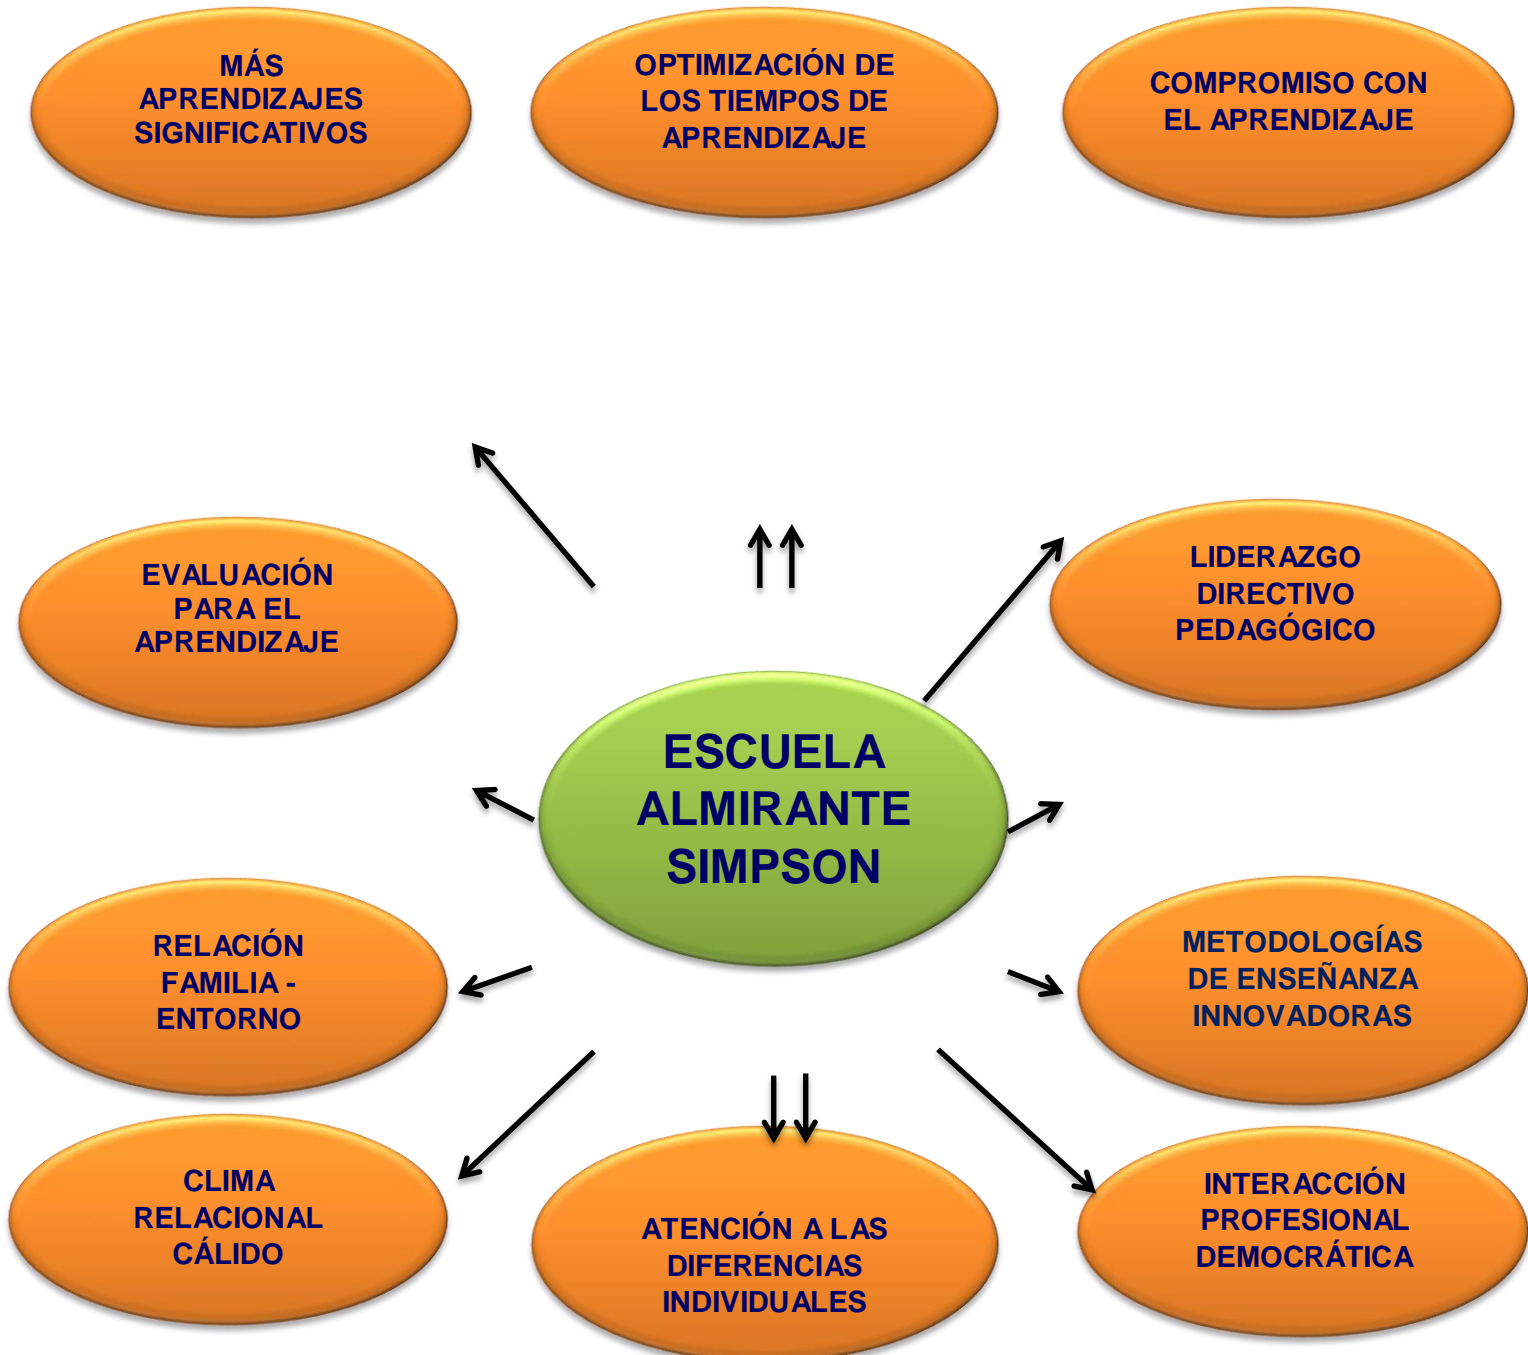 MÁS
APRENDIZAJES
SIGNIFICATIVOS
OPTIMIZACIÓN DE
LOS TIEMPOS DE
APRENDIZAJE
COMPROMISO CON
EL APRENDIZAJE
EVALUACIÓN
PARA EL
APRENDIZAJE
LIDERAZGO
DIRECTIVO
PEDAGÓGICO
ESCUELA
ALMIRANTE
SIMPSON
RELACIÓN
FAMILIA -
ENTORNO
METODOLOGÍAS
DE ENSEÑANZA
INNOVADORAS
CLIMA
RELACIONAL
CÁLIDO
ATENCIÓN A LAS
DIFERENCIAS
INDIVIDUALES
INTERACCIÓN
PROFESIONAL
DEMOCRÁTICA